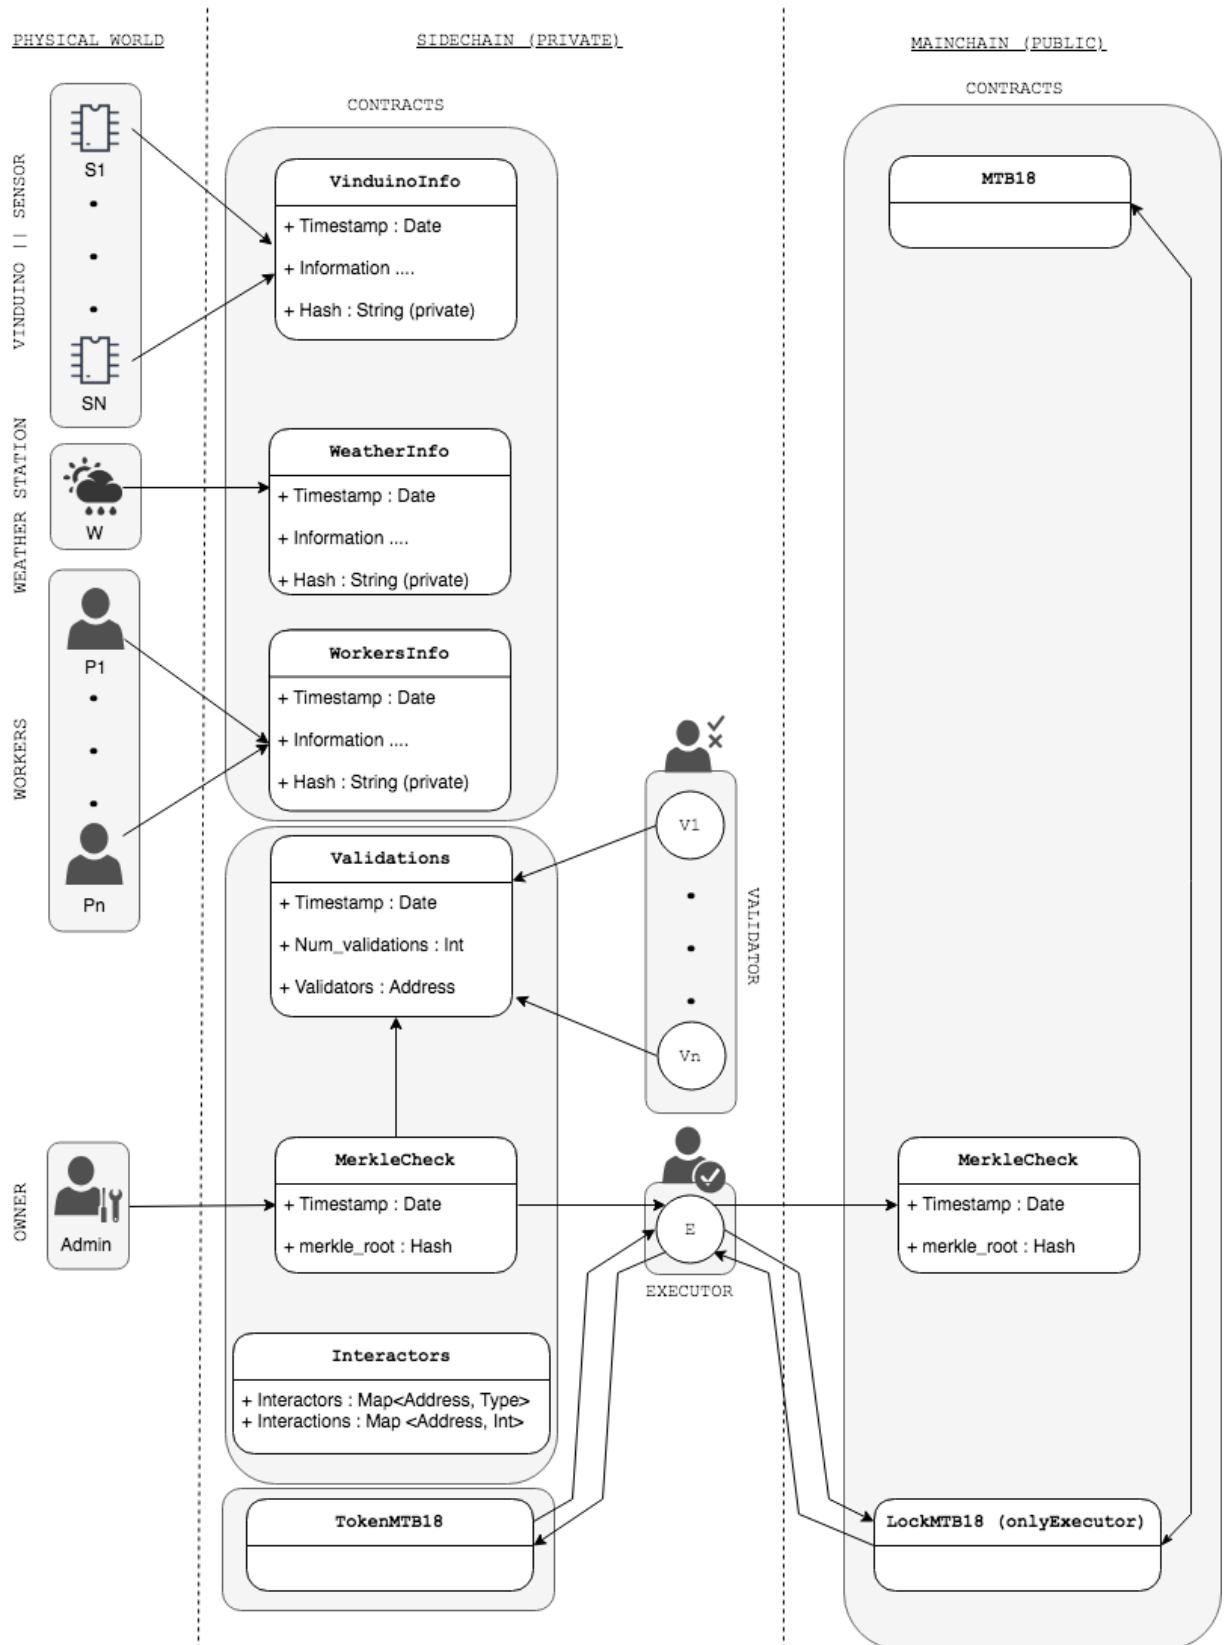 PHYSICAL WORLD
SIDECHAIN (PRIVATE)
MAINCHAIN (PUBLIC)
CONTRACTS
CONTRACTS
VINDUINO || SENSOR
S1
SN
VinduinoInfo
+ Timestamp : Date
+ Information ....
+ Hash : String (private)
MTB18
WEATHER STATION
W
WeatherInfo
+ Timestamp : Date
+ Information ....
+ Hash : String (private)
WORKERS
P1
Pn
WorkersInfo
+ Timestamp : Date
+ Information ....
+ Hash : String (private)
Validations
+ Timestamp : Date
+ Num_validations : Int
+ Validators : Address
V1
Vn
VALIDATOR
OWNER
Admin
MerkleCheck
+ Timestamp : Date
+ merkle_root : Hash
E
EXECUTOR
MerkleCheck
+ Timestamp : Date
+ merkle_root : Hash
Interactors
+ Interactors : Map<Address, Type>
+ Interactions : Map <Address, Int>
TokenMTB18
LockMTB18 (onlyExecutor)